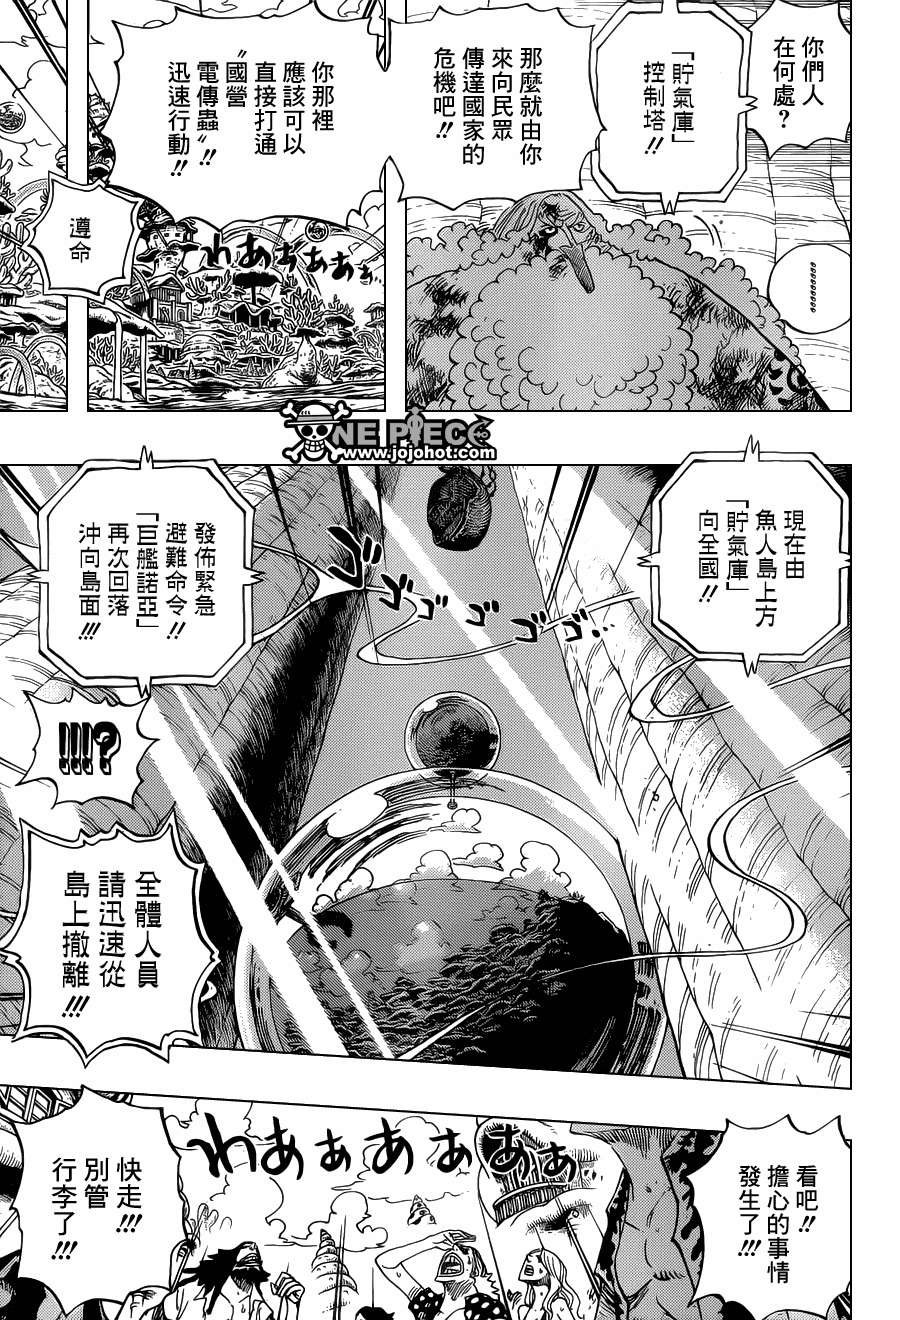 你們人
在何處?
「貯氣庫」
控制塔!!
那麼就由你
來向民眾
傳達國家的
危機吧!!
你那裡
應該可以
直接打通
"國營
電傳蟲"!!
迅速行動!!
遵命
わあぁぁぁぁ…
ONE PIECE
www.jojohot.com
現在由
魚人島上方
「貯氣庫」
向全國!!
發佈緊急
避難命令!!
「巨艦諾亞」
再次回落
沖向島面!!!
ゴゴゴゴゴ…
!!!?
全體人員
請迅速從
島上撤離!!!
看吧!!
擔心的事情
發生了!!!
わあぁぁぁぁぁ
快走!!!
別管
行李了!!!